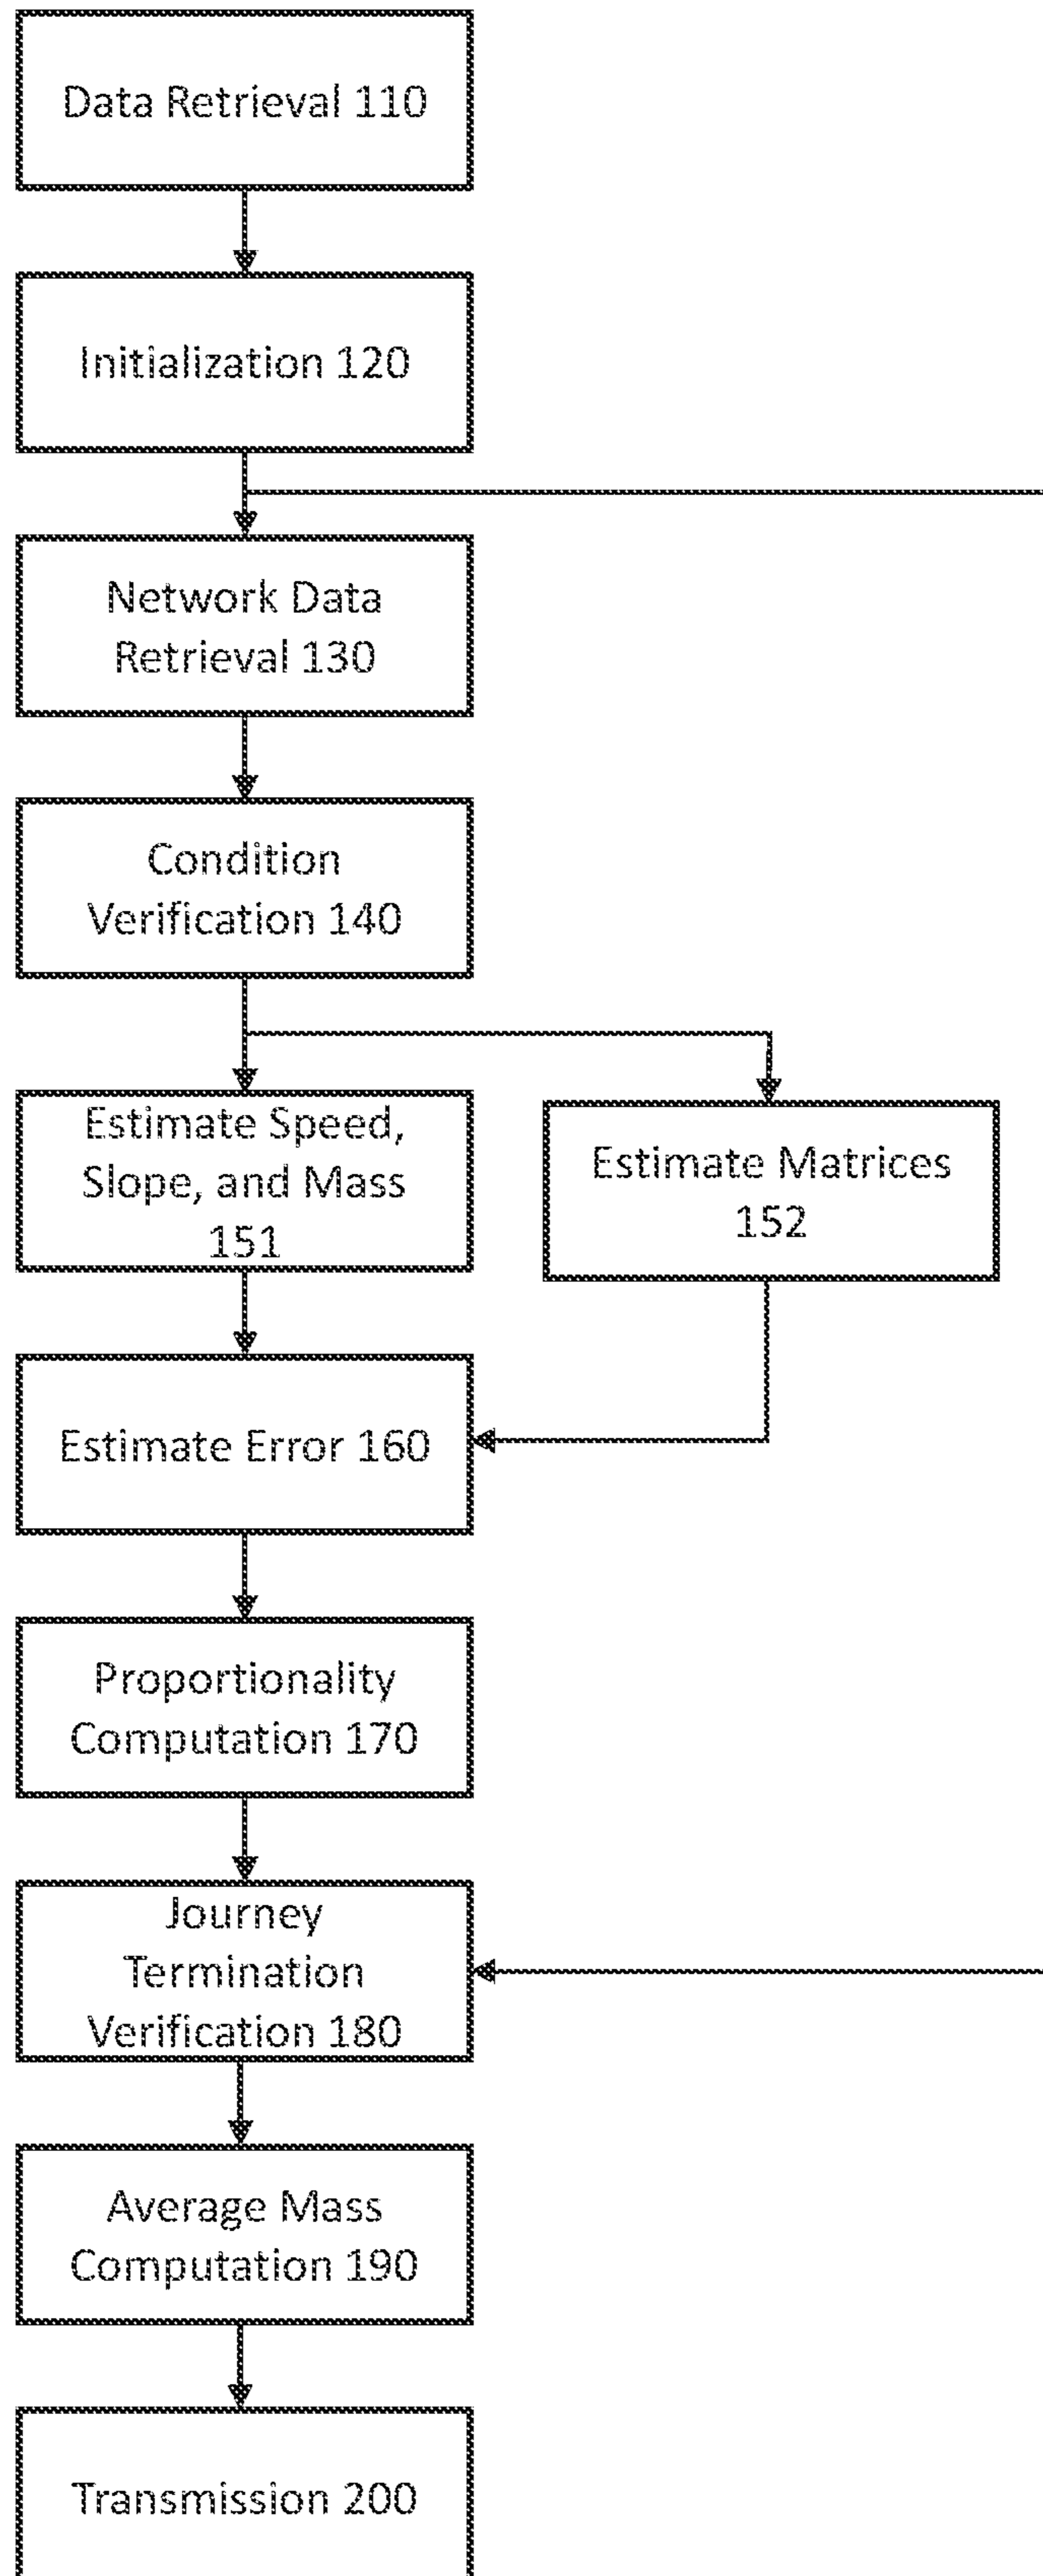 Data Retrieval 110
Initialization 120
Network Data
Retrieval 130
Condition
Verification 140
Estimate Speed,
Slope, and Mass
151
Estimate Matrices
152
Estimate Error 160
Proportionality
Computation 170
Journey
Termination
Verification 180
Average Mass
Computation 190
Transmission 200